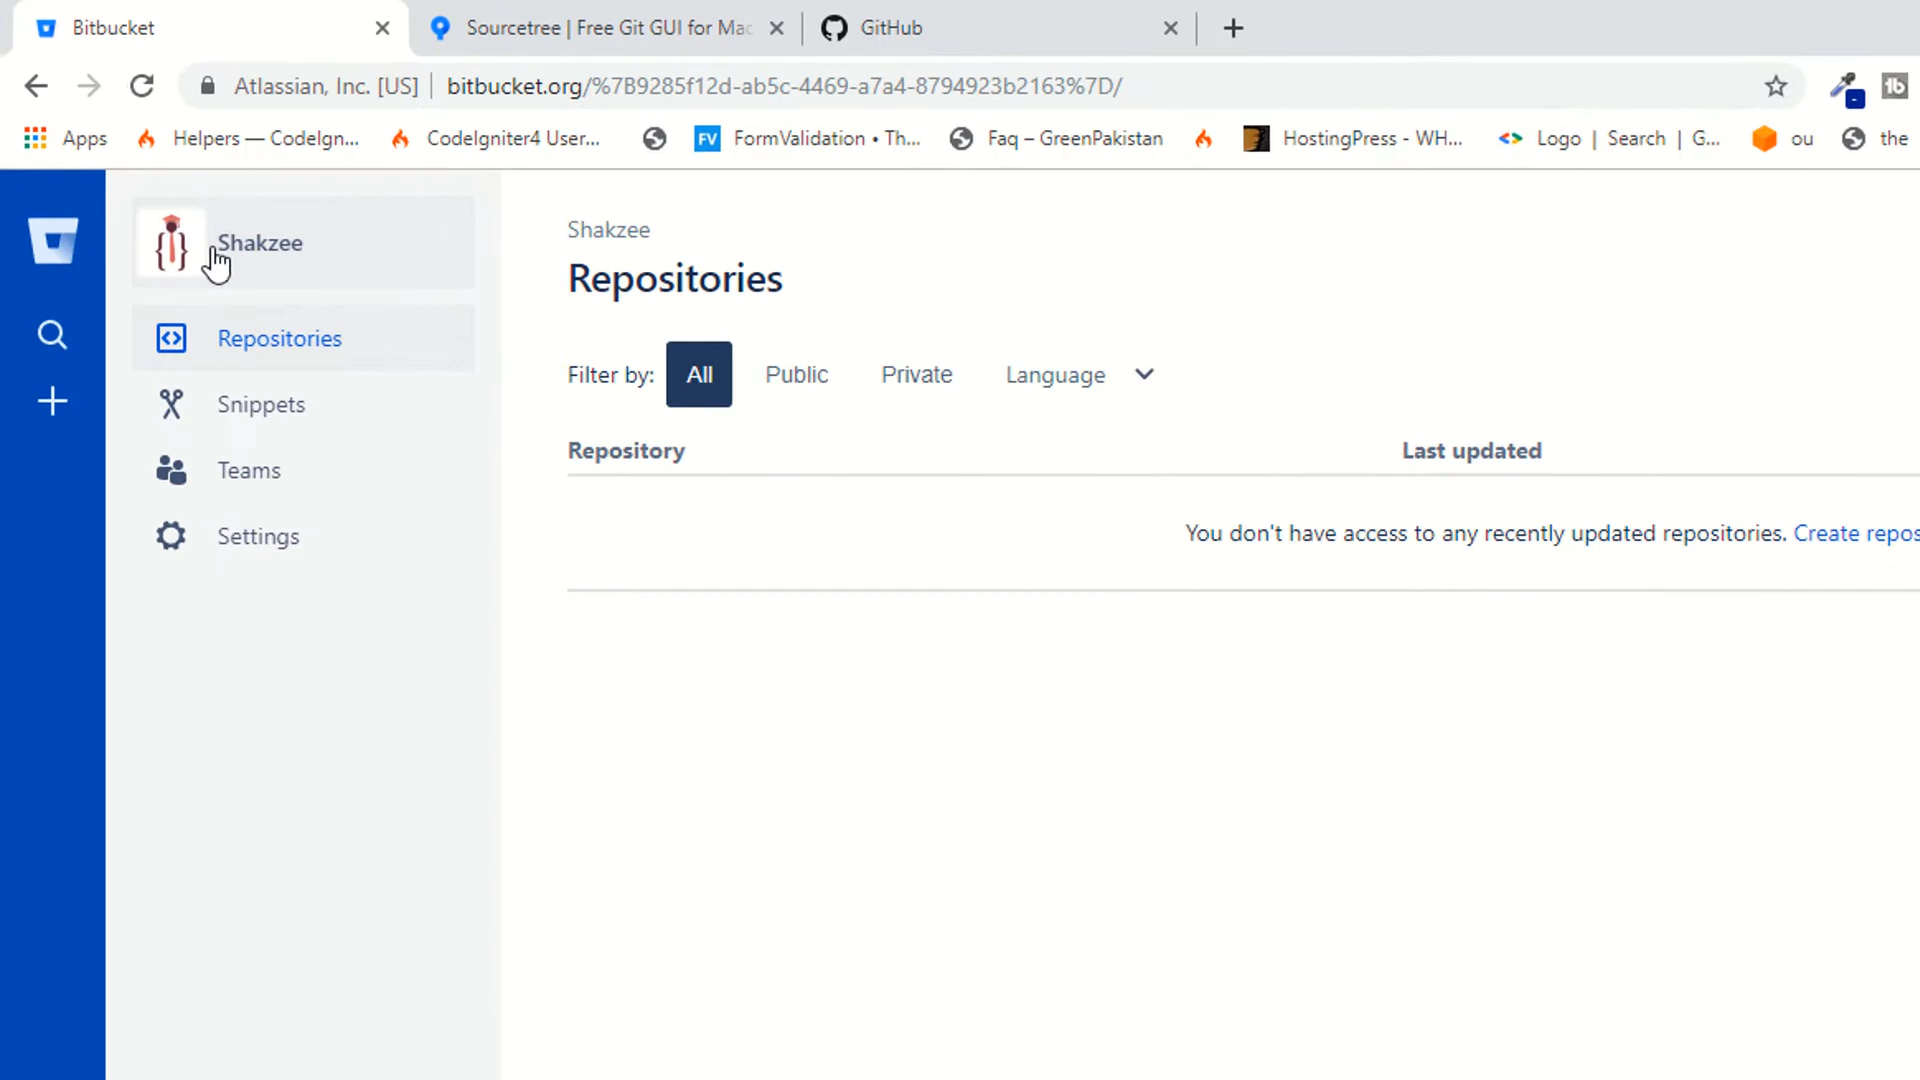 Bitbucket
Sourcetree | Free Git GUI for Mac
GitHub
Atlassian, Inc. [US] | bitbucket.org/%7B9285f12d-ab5c-4469-a7a4-8794923b2163%7D/
Apps
Helpers — CodeIgn...
CodeIgniter4 User...
FV FormValidation • Th...
Faq – GreenPakistan
HostingPress - WH...
Logo | Search | G...
ou
the
Shakzee
Repositories
Snippets
Teams
Settings
Shakzee
Repositories
Filter by: All Public Private Language
Repository Last updated
You don't have access to any recently updated repositories. Create repos